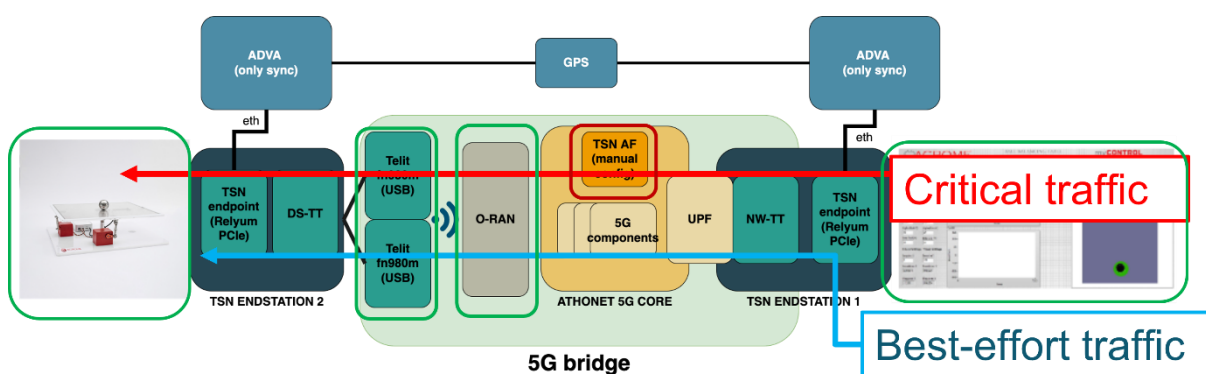 ADVA
(only sync)
GPS
ADVA
(only sync)
eth
eth
TSN
endpoint
(Relyum
PCIe)
DS-TT
TSN ENDSTATION 2
Telit
(USB)
Telit
fn980m
(USB)
O-RAN
TSN AF
(manual
config)
5G
components
UPF
ATHONET 5G CORE
NW-TT
TSN
endpoint
(Relyum
PCIe)
TSN ENDSTATION 1
CONTROL
Critical traffic
Best-effort traffic
5G bridge